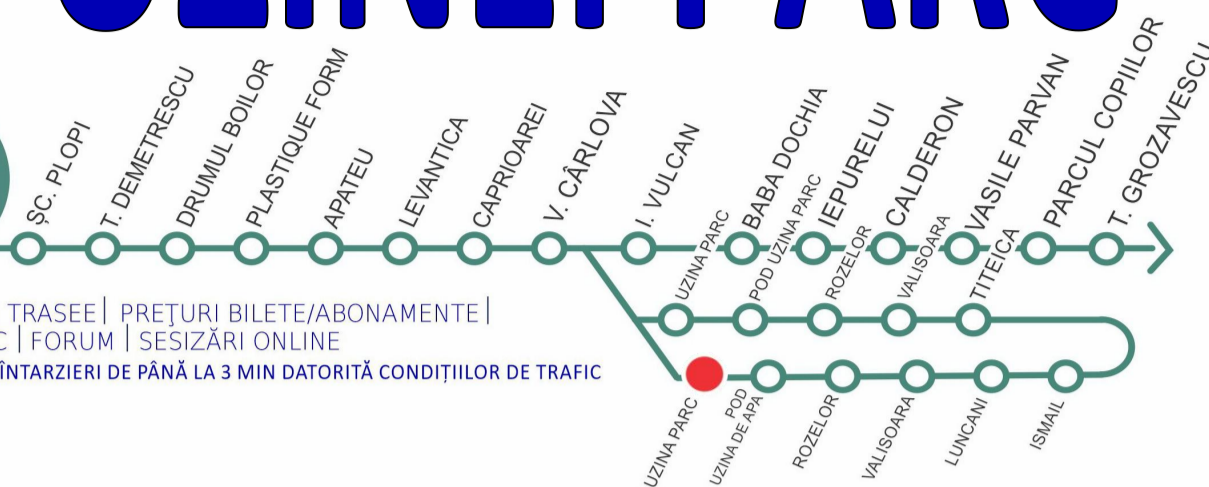 UZINEI PARC
ȘC. PLOPI
T. DEMETRESCU
DRUMUL BOILOR
PLASTIQUE FORM
APATEU
LEVANTICA
CAPRIOAREI
V. CÂRLOVA
I. VULCAN
BABA DOCHIA
IEPURELUI
CALDERON
VASILE PARVAN
PARCUL COPIILOR
T. GROZAVESCU
UZINA PARC
POD UZINA PARC
ROZELOR
VALISOARA
TITEICA
TRASEE| PREŢURI BILETE/ABONAMENTE|
C | FORUM | SESIZĂRI ONLINE
ÎNTARZIERI DE PÂNĂ LA 3 MIN DATORITĂ CONDIȚIILOR DE TRAFIC
UZINA PARC
POD
UZINA DE APA
ROZELOR
VALISOARA
LUNCANI
ISMAIL